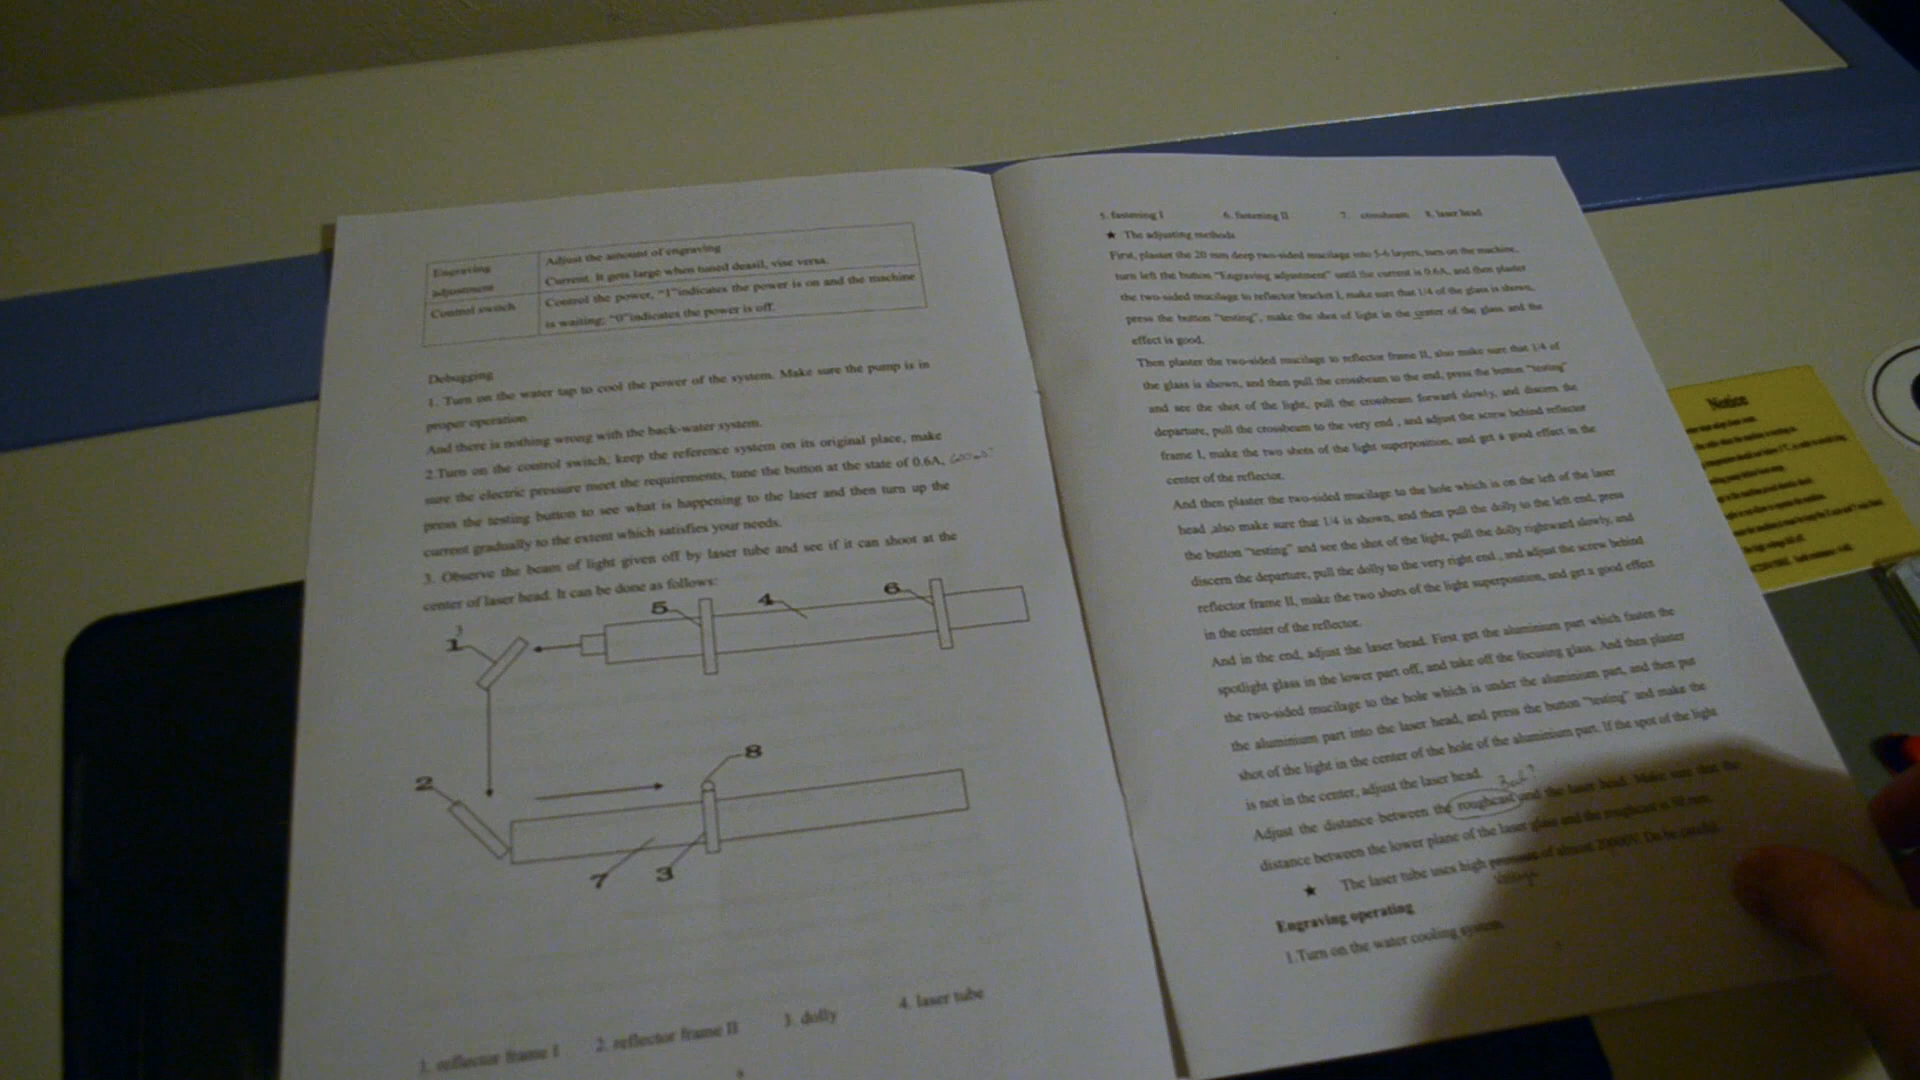 Engraving
adjustment
Adjust the amount of engraving
Current. It gets large when tuned deasil, vise versa.
Control switch
Control the power, "1"indicates the power is on and the machine
is waiting; "0"indicates the power is off.
Debugging
1. Turn on the water tap to cool the power of the system. Make sure the pump is in
proper operation
And there is nothing wrong with the back-water system.
2.Turn on the control switch, keep the reference system on its original place, make
sure the electric pressure meet the requirements, tune the button at the state of 0.6A,
press the testing button to see what is happening to the laser and then turn up the
current gradually to the extent which satisfies your needs.
3. Observe the beam of light given off by laser tube and see if it can shoot at the
center of laser head. It can be done as follows:
5 4 6
1
8
2
7 3
1. reflector frame I 2. reflector frame II 3. dolly 4. laser tube
5. fastening I 6. fastening II 7. crossbeam 8. laser head
★ The adjusting methods
First, plaster the 20 mm deep two-sided mucilage into 5-6 layers, turn on the machine,
turn left the button "Engraving adjustment" until the current is 0.6A, and then plaster
the two-sided mucilage to reflector bracket I, make sure that 1/4 of the glass is shown,
press the button "testing", make the shot of light in the center of the glass and the
effect is good.
Then plaster the two-sided mucilage to reflector frame II, also make sure that 1/4 of
the glass is shown, and then pull the crossbeam to the end, press the button "testing"
and see the shot of the light, pull the crossbeam forward slowly, and discern the
departure, pull the crossbeam to the very end , and adjust the screw behind reflector
frame I, make the two shots of the light superposition, and get a good effect in the
center of the reflector.
And then plaster the two-sided mucilage to the hole which is on the left of the laser
head ,also make sure that 1/4 is shown, and then pull the dolly to the left end, press
the button "testing" and see the shot of the light, pull the dolly rightward slowly, and
discern the departure, pull the dolly to the very right end , and adjust the screw behind
reflector frame II, make the two shots of the light superposition, and get a good effect
in the center of the reflector.
And in the end, adjust the laser head. First get the aluminium part which fasten the
spotlight glass in the lower part off, and take off the focusing glass. And then plaster
the two-sided mucilage to the hole which is under the aluminium part, and then put
the aluminium part into the laser head, and press the button "testing" and make the
shot of the light in the center of the hole of the aluminium part. If the spot of the light
is not in the center, adjust the laser head.
Adjust the distance between the roughcast and the laser head. Make sure that the
distance between the lower plane of the laser glass and the roughcast is 50 mm.
★ The laser tube uses high pressure of almost 20000V. Do be careful.
voltage
Engraving operating
1.Turn on the water cooling system.
Notice